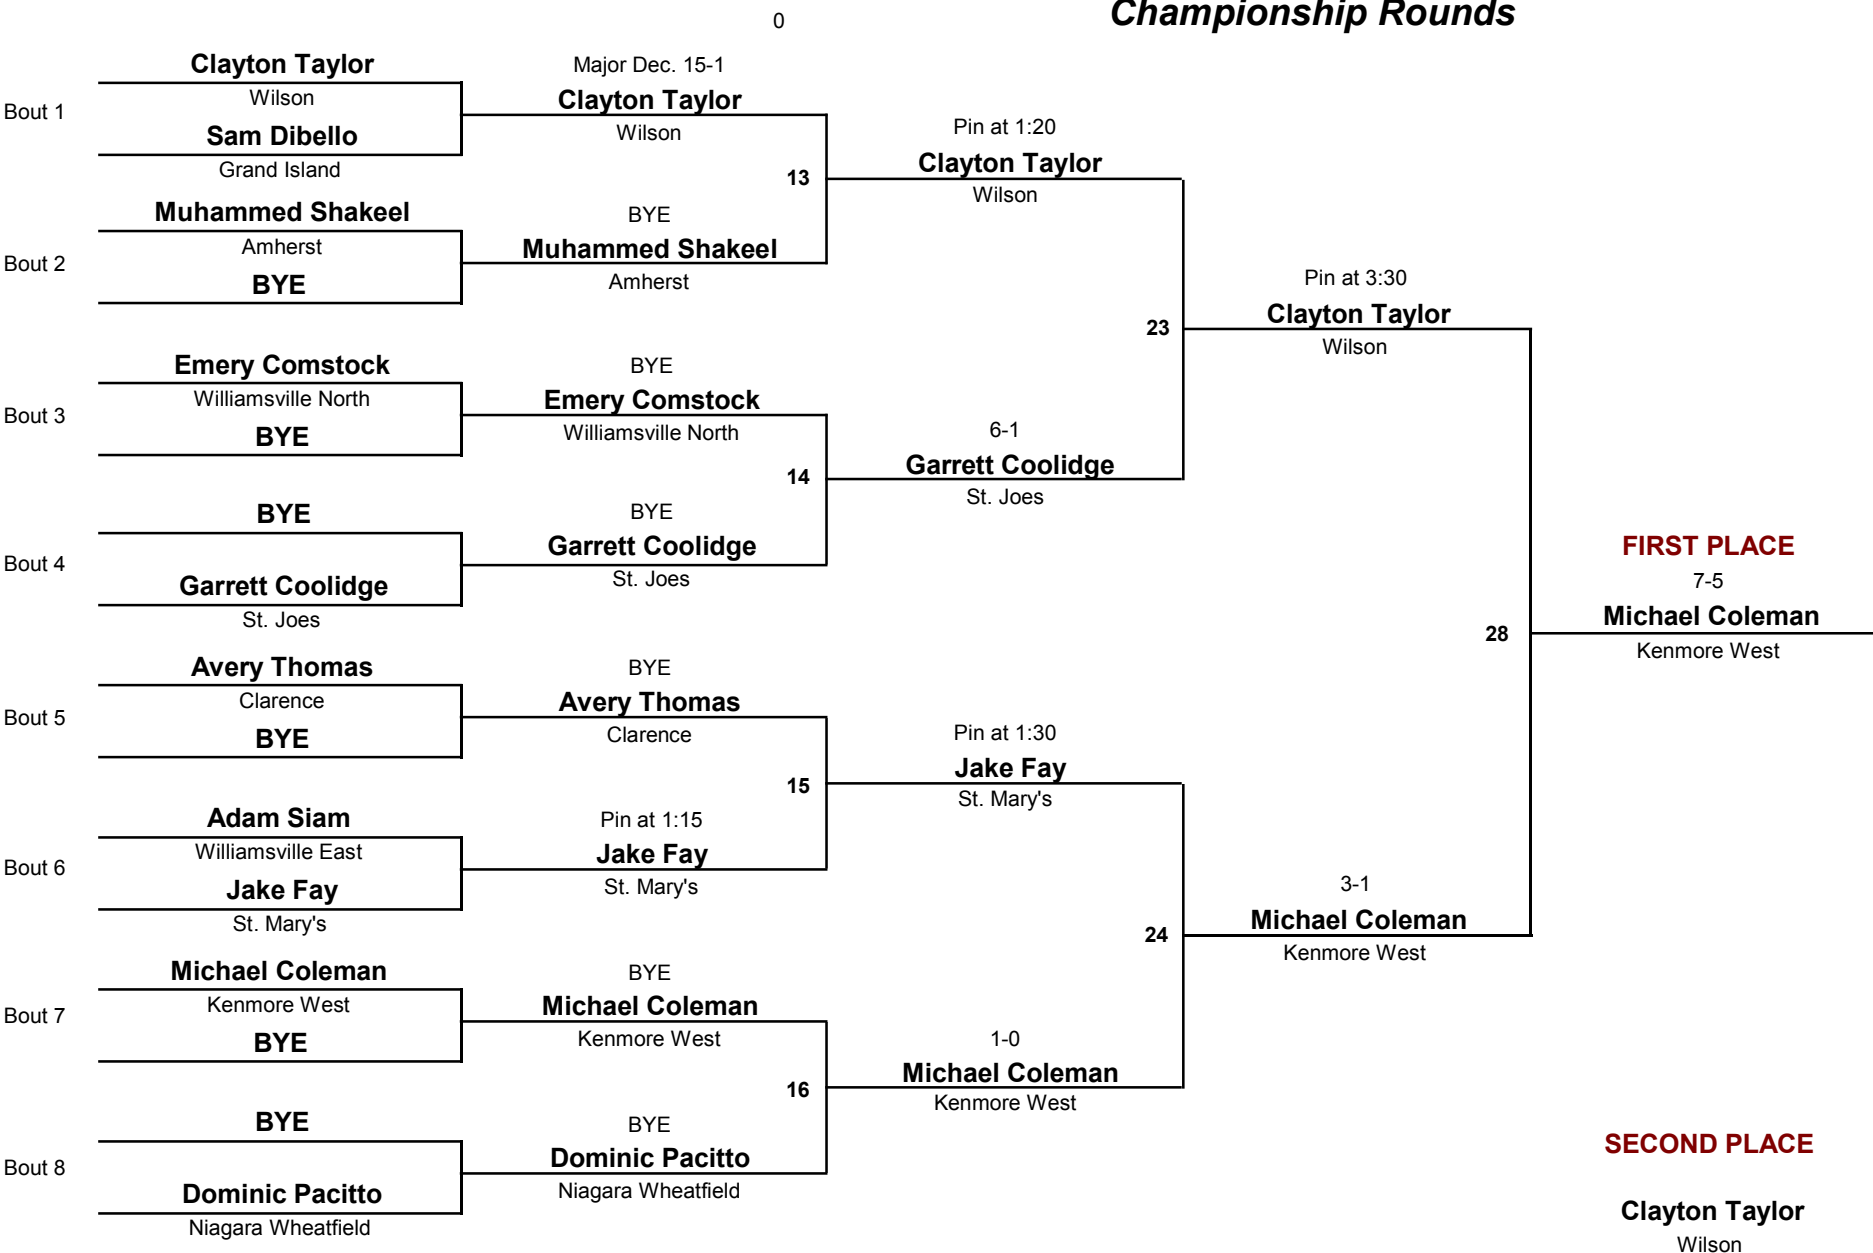 0
Championship Rounds
Bout 1
Clayton Taylor
Wilson
Sam Dibello
Grand Island
Bout 2
Muhammed Shakeel
Amherst
BYE
Bout 3
Emery Comstock
Williamsville North
BYE
Bout 4
BYE
Garrett Coolidge
St. Joes
Bout 5
Avery Thomas
Clarence
BYE
Bout 6
Adam Siam
Williamsville East
Jake Fay
St. Mary's
Bout 7
Michael Coleman
Kenmore West
BYE
Bout 8
BYE
Dominic Pacitto
Niagara Wheatfield
Major Dec. 15-1
Clayton Taylor
Wilson
13
BYE
Muhammed Shakeel
Amherst
BYE
Emery Comstock
Williamsville North
14
BYE
Garrett Coolidge
St. Joes
BYE
Avery Thomas
Clarence
15
Pin at 1:15
Jake Fay
St. Mary's
BYE
Michael Coleman
Kenmore West
16
BYE
Dominic Pacitto
Niagara Wheatfield
Pin at 1:20
Clayton Taylor
Wilson
23
6-1
Garrett Coolidge
St. Joes
Pin at 1:30
Jake Fay
St. Mary's
24
1-0
Michael Coleman
Kenmore West
Pin at 3:30
Clayton Taylor
Wilson
28
3-1
Michael Coleman
Kenmore West
FIRST PLACE
7-5
Michael Coleman
Kenmore West
SECOND PLACE
Clayton Taylor
Wilson